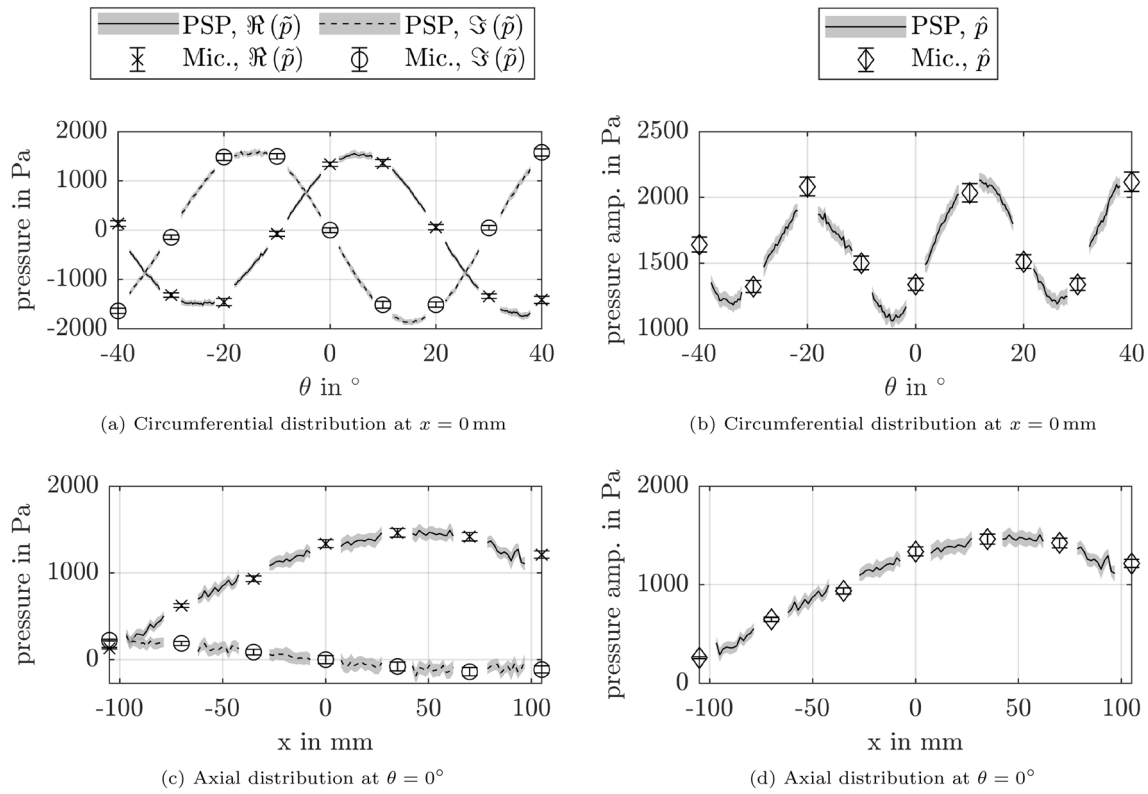 PSP, ℜ(p̃) PSP, ℑ(p̃)
Mic., ℜ(p̃) Mic., ℑ(p̃)
PSP, p̂
Mic., p̂
pressure in Pa
2000
1000
0
-1000
-2000
-40 -20 0 20 40
θ in °
(a) Circumferential distribution at x = 0 mm
pressure amp. in Pa
2500
2000
1500
1000
-40 -20 0 20 40
θ in °
(b) Circumferential distribution at x = 0 mm
pressure in Pa
2000
1000
0
-100 -50 0 50 100
x in mm
(c) Axial distribution at θ = 0°
pressure amp. in Pa
2000
1000
0
-100 -50 0 50 100
x in mm
(d) Axial distribution at θ = 0°